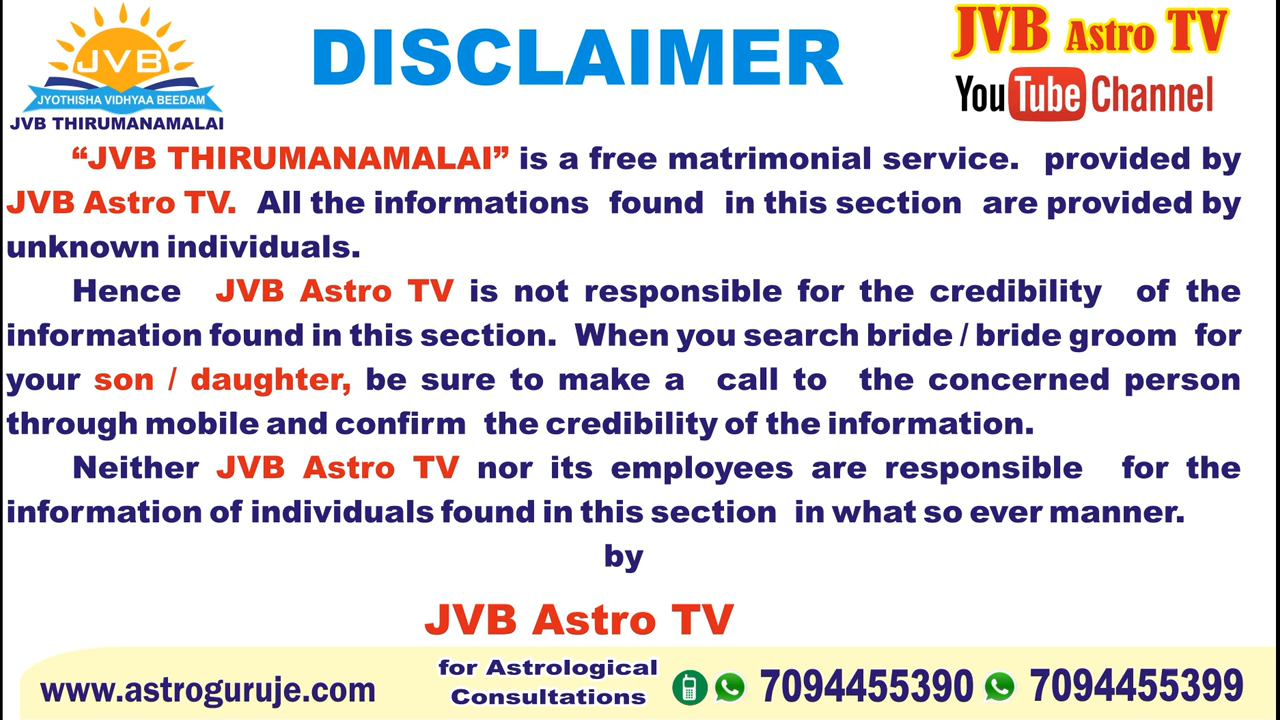 JVB
JYOTHISHA VIDHYAA BEEDAM
JVB THIRUMANAMALAI
DISCLAIMER
JVB Astro TV
YouTube Channel
“JVB THIRUMANAMALAI” is a free matrimonial service. provided by
JVB Astro TV. All the informations found in this section are provided by
unknown individuals.
Hence JVB Astro TV is not responsible for the credibility of the
information found in this section. When you search bride / bride groom for
your son / daughter, be sure to make a call to the concerned person
through mobile and confirm the credibility of the information.
Neither JVB Astro TV nor its employees are responsible for the
information of individuals found in this section in what so ever manner.
by
JVB Astro TV
www.astroguruje.com
for Astrological
Consultations
7094455390
7094455399